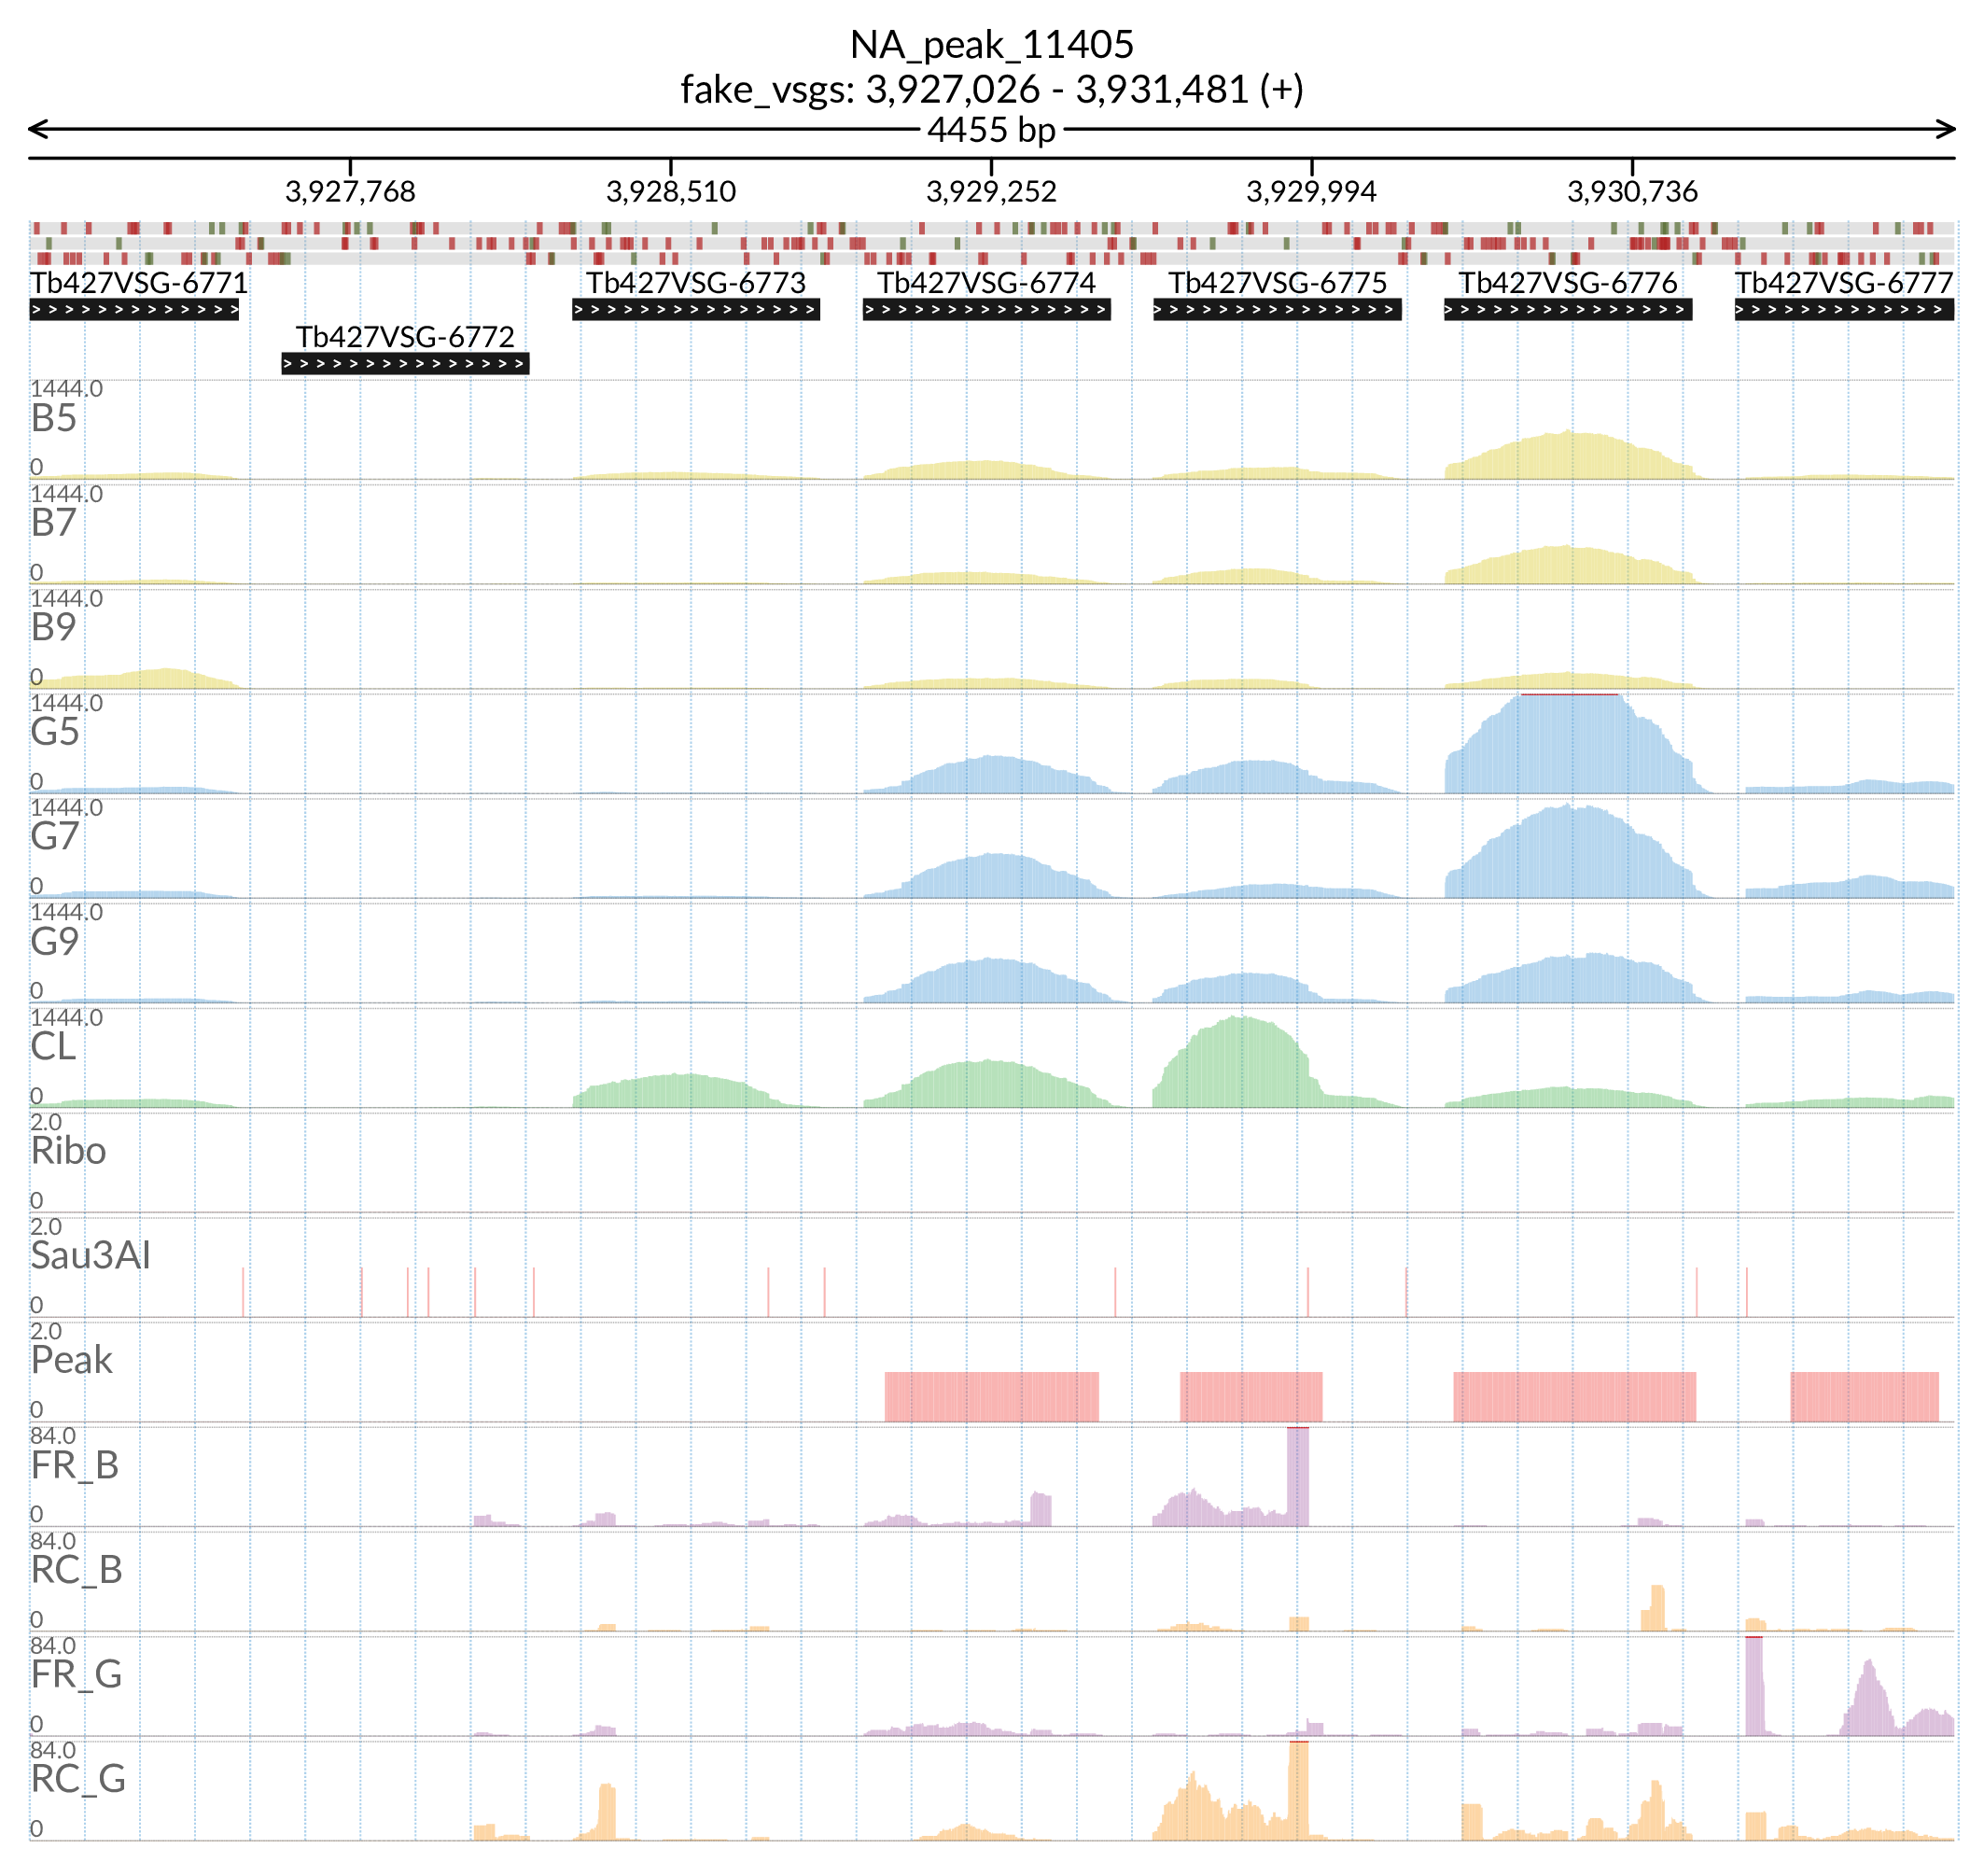 NA_peak_11405
fake_vsgs: 3,927,026 - 3,931,481 (+)
4455 bp
3,927,768 3,928,510 3,929,252 3,929,994 3,930,736
Tb427VSG-6771 Tb427VSG-6773 Tb427VSG-6774 Tb427VSG-6775 Tb427VSG-6776 Tb427VSG-6777
Tb427VSG-6772
1444.0
B5
0
1444.0
B7
0
1444.0
B9
0
1444.0
G5
0
1444.0
G7
0
1444.0
G9
0
1444.0
CL
0
2.0
Ribo
0
2.0
Sau3AI
0
2.0
Peak
0
84.0
FR_B
0
84.0
RC_B
0
84.0
FR_G
0
84.0
RC_G
0